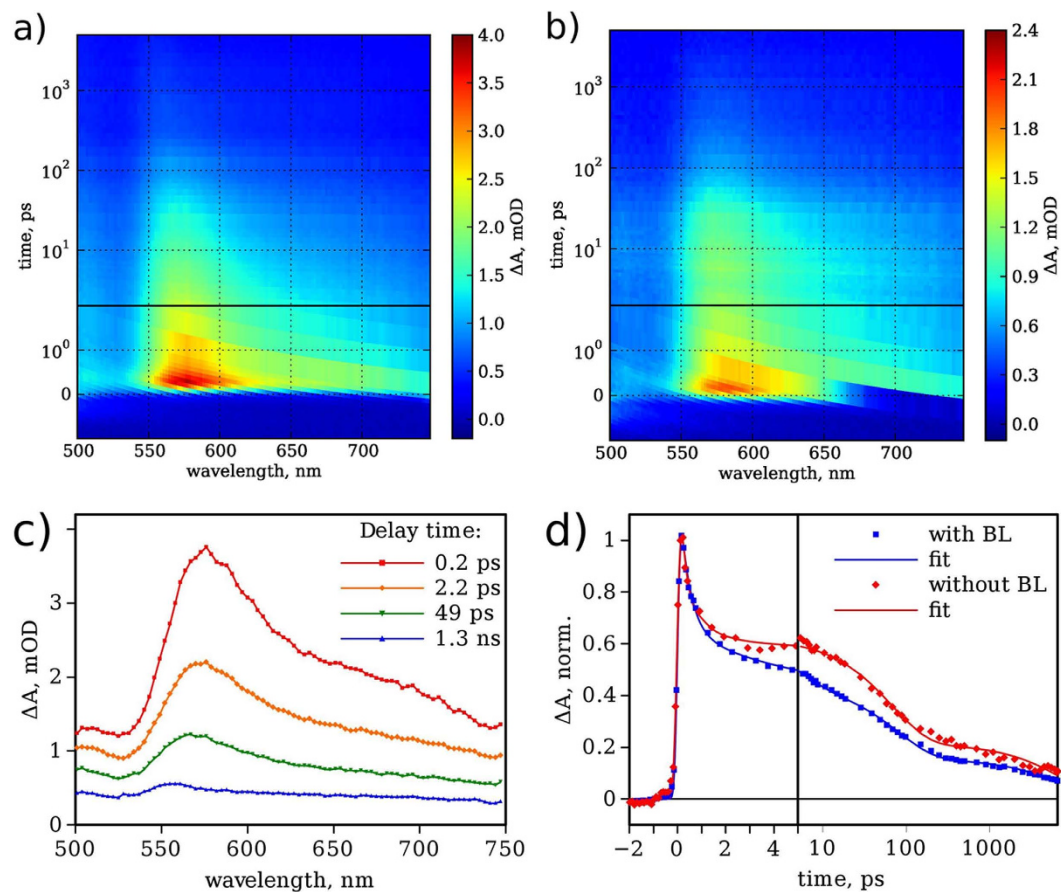 a)
4.0
3.5
3.0
2.5
2.0
1.5
1.0
0.5
0.0
ΔA, mOD
10³
10²
10¹
10⁰
0
time, ps
500 550 600 650 700
wavelength, nm
b)
2.4
2.1
1.8
1.5
1.2
0.9
0.6
0.3
0.0
ΔA, mOD
10³
10²
10¹
10⁰
0
time, ps
500 550 600 650 700
wavelength, nm
c)
Delay time:
0.2 ps
2.2 ps
49 ps
1.3 ns
3
2
1
0
ΔA, mOD
500 550 600 650 700 750
wavelength, nm
d)
with BL
fit
without BL
fit
1
0.8
0.6
0.4
0.2
0
ΔA, norm.
−2 0 2 4 10 100 1000
time, ps